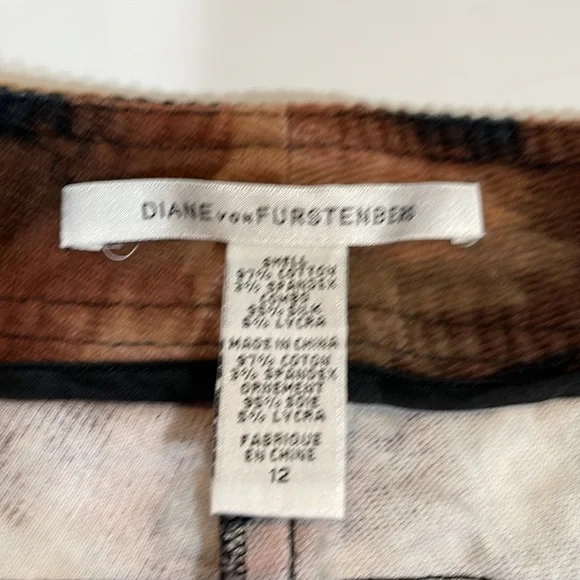 DIANE VON FURSTENBERG
SHELL
97% COTTON
3% SPANDEX
COMBO
95% SILK
5% LYCRA
MADE IN CHINA
97% COTON
3% SPANDEX
ORNEMENT
95% SOIE
5% LYCRA
FABRIQUE
EN CHINE
12